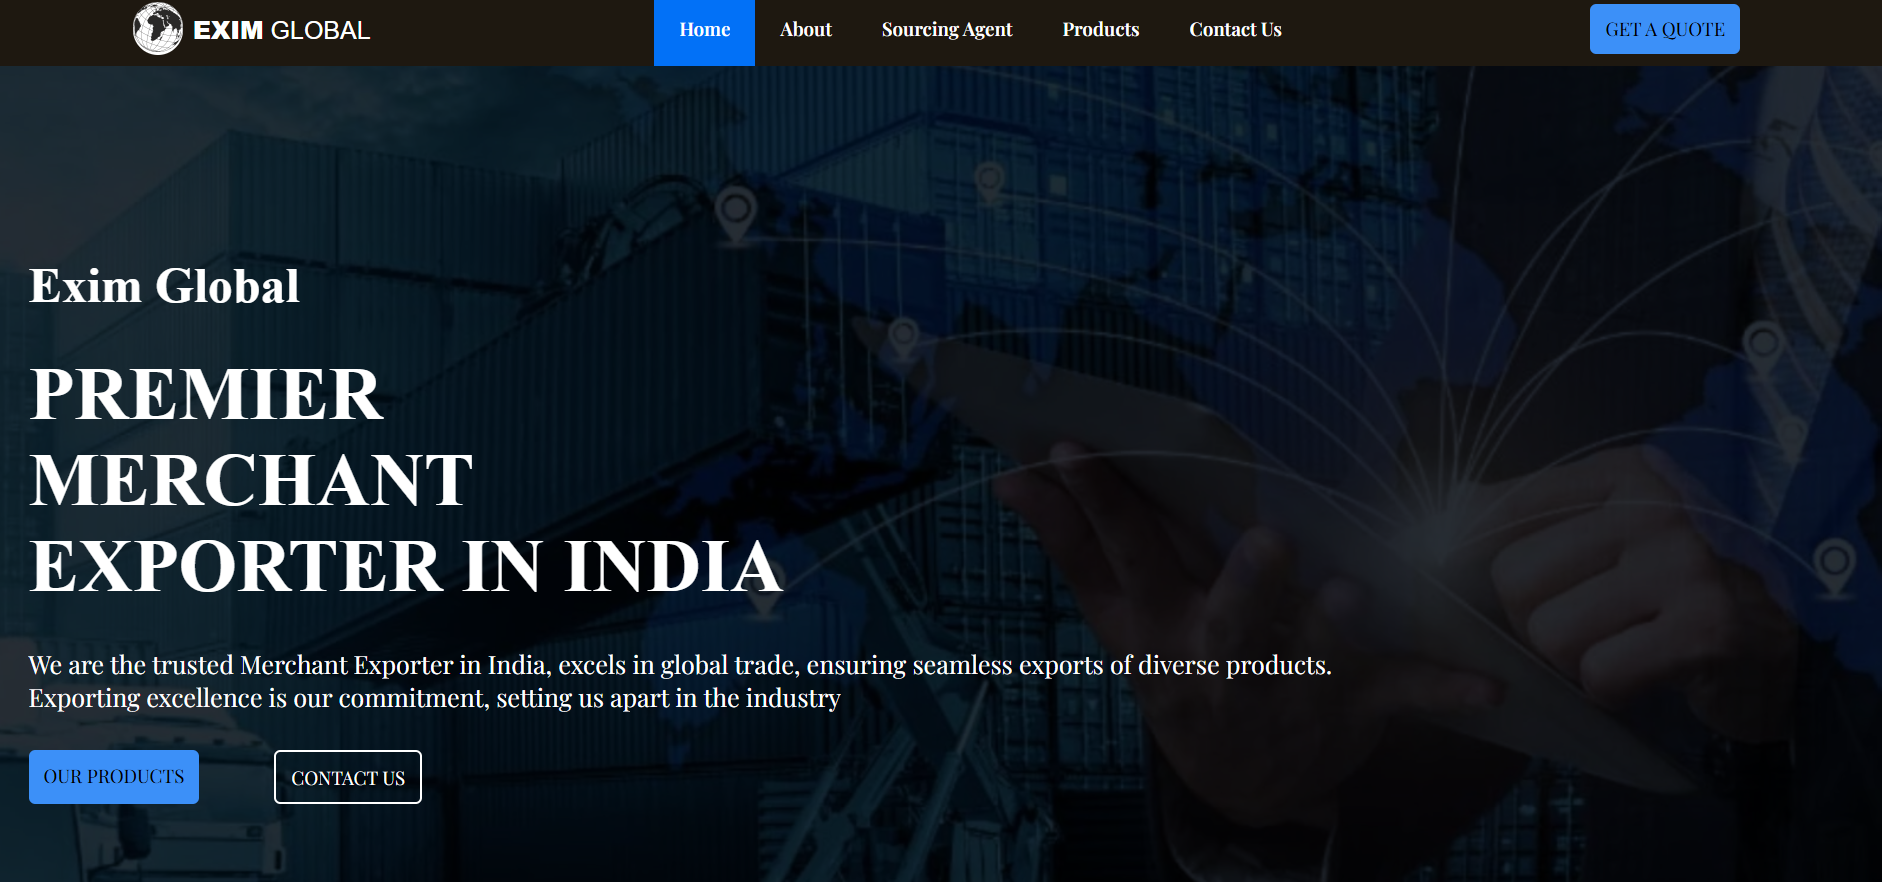 EXIM GLOBAL
Home
About
Sourcing Agent
Products
Contact Us
GET A QUOTE
Exim Global
PREMIER
MERCHANT
EXPORTER IN INDIA
We are the trusted Merchant Exporter in India, excels in global trade, ensuring seamless exports of diverse products.
Exporting excellence is our commitment, setting us apart in the industry
OUR PRODUCTS
CONTACT US